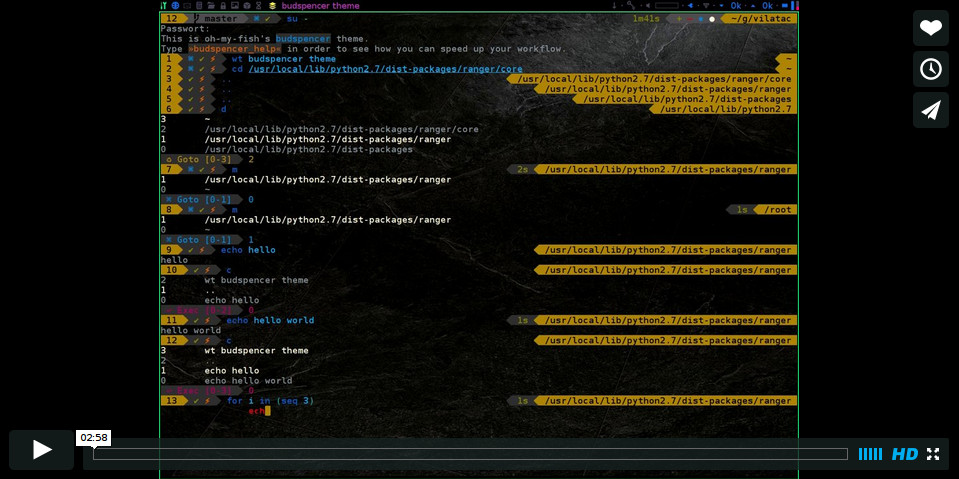 budspencer theme
0k 0k
12 master su - 1m41s ~/g/vilatac
Passwort:
This is oh-my-fish's budspencer theme.
Type »budspencer_help« in order to see how you can speed up your workflow.
1 wt budspencer theme ~
2 cd /usr/local/lib/python2.7/dist-packages/ranger/core ~
3 .. /usr/local/lib/python2.7/dist-packages/ranger/core
4 .. /usr/local/lib/python2.7/dist-packages/ranger
5 .. /usr/local/lib/python2.7/dist-packages
6 d /usr/local/lib/python2.7
3 ~
2 /usr/local/lib/python2.7/dist-packages/ranger/core
1 /usr/local/lib/python2.7/dist-packages/ranger
0 /usr/local/lib/python2.7/dist-packages
Goto [0-3] 2
7 m 2s /usr/local/lib/python2.7/dist-packages/ranger
1 /usr/local/lib/python2.7/dist-packages/ranger
0 ~
Goto [0-1] 0
8 m 1s /root
1 /usr/local/lib/python2.7/dist-packages/ranger
0 ~
Goto [0-1] 1
9 echo hello /usr/local/lib/python2.7/dist-packages/ranger
hello
10 c /usr/local/lib/python2.7/dist-packages/ranger
2 wt budspencer theme
1 ..
0 echo hello
Exec [0-2] 0
11 echo hello world 1s /usr/local/lib/python2.7/dist-packages/ranger
hello world
12 c /usr/local/lib/python2.7/dist-packages/ranger
3 wt budspencer theme
2 ..
1 echo hello
0 echo hello world
Exec [0-3] 0
13 for i in (seq 3) 1s /usr/local/lib/python2.7/dist-packages/ranger
ech
02:58
HD